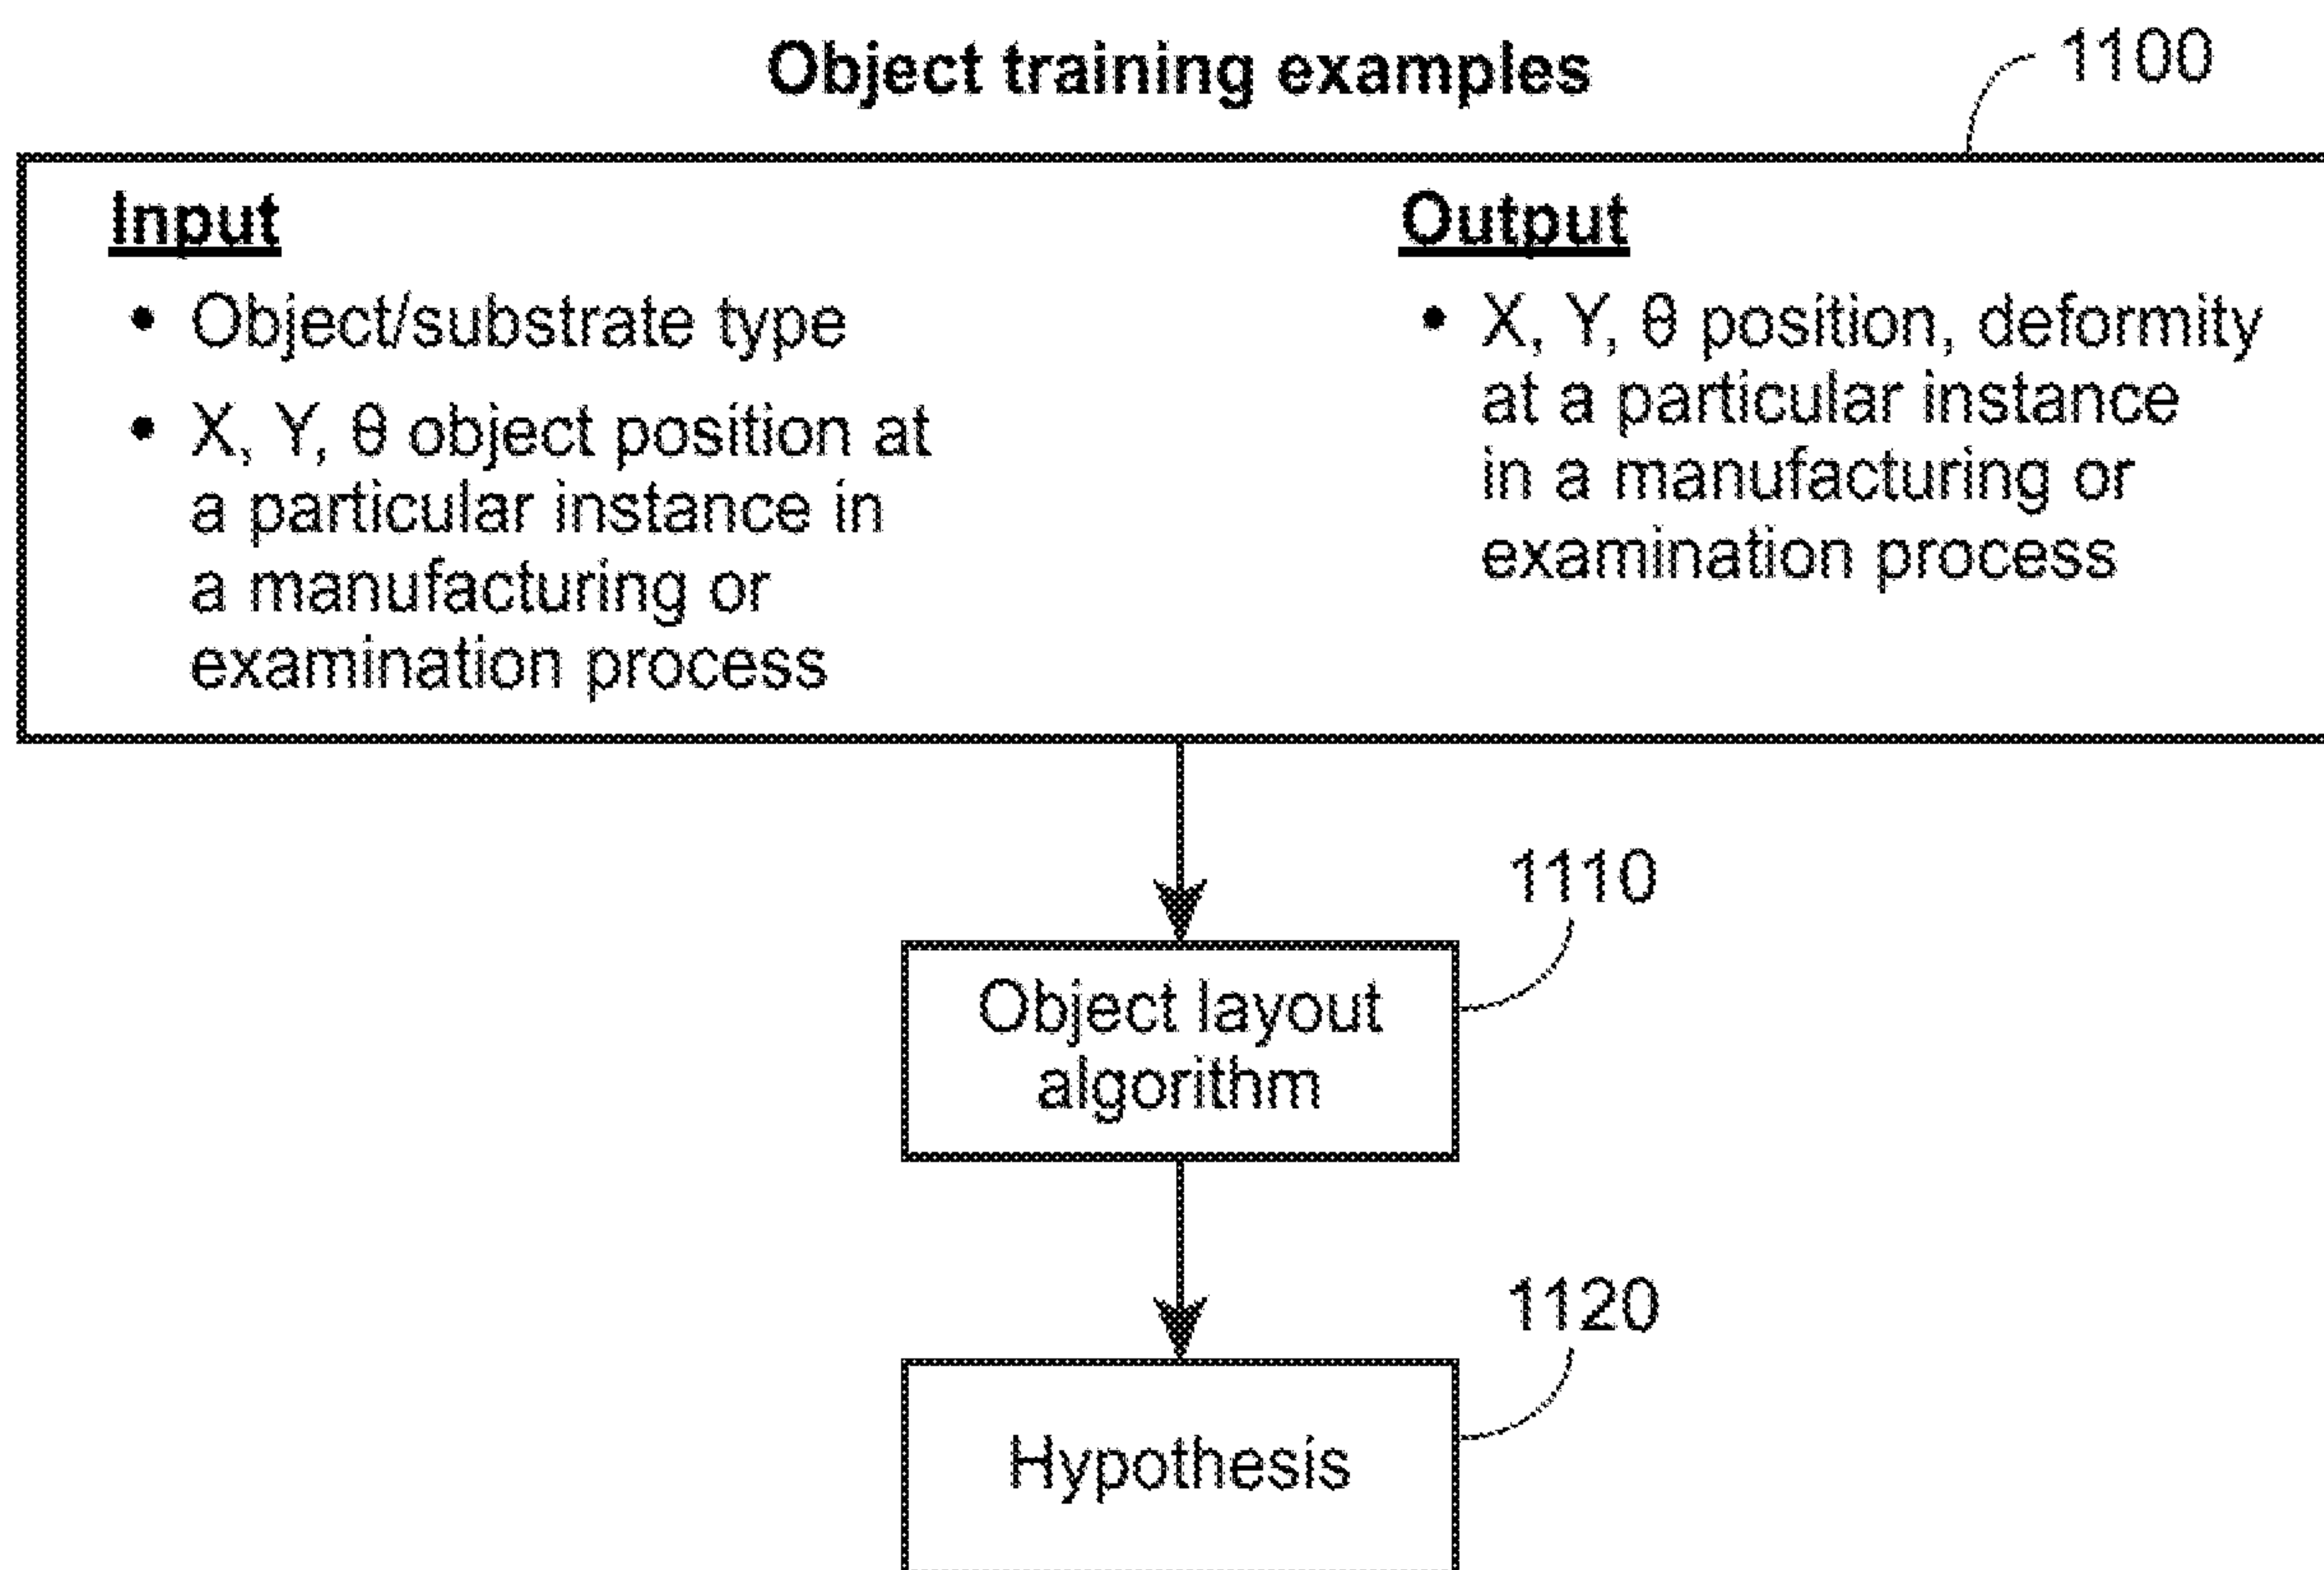 Object training examples
1100
Input
• Object/substrate type
• X, Y, θ object position at
a particular instance in
a manufacturing or
examination process
Output
• X, Y, θ position, deformity
at a particular instance
in a manufacturing or
examination process
1110
Object layout
algorithm
1120
Hypothesis